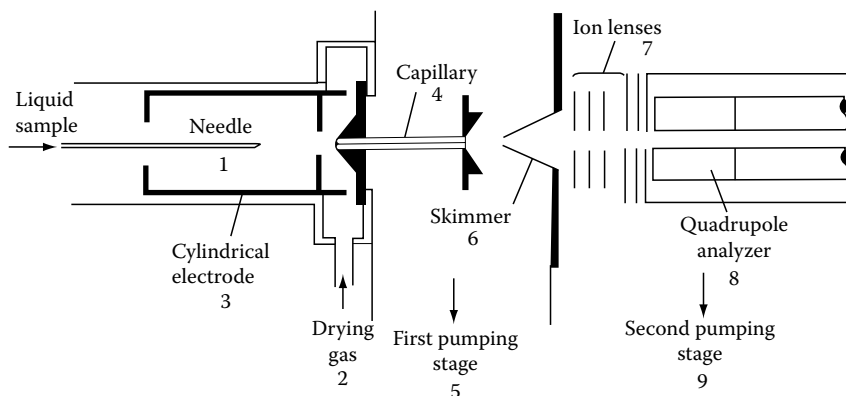 Liquid
sample
Needle
1
Cylindrical
electrode
3
Drying
gas
2
Capillary
4
First pumping
stage
5
Skimmer
6
Ion lenses
7
Quadrupole
analyzer
8
Second pumping
stage
9